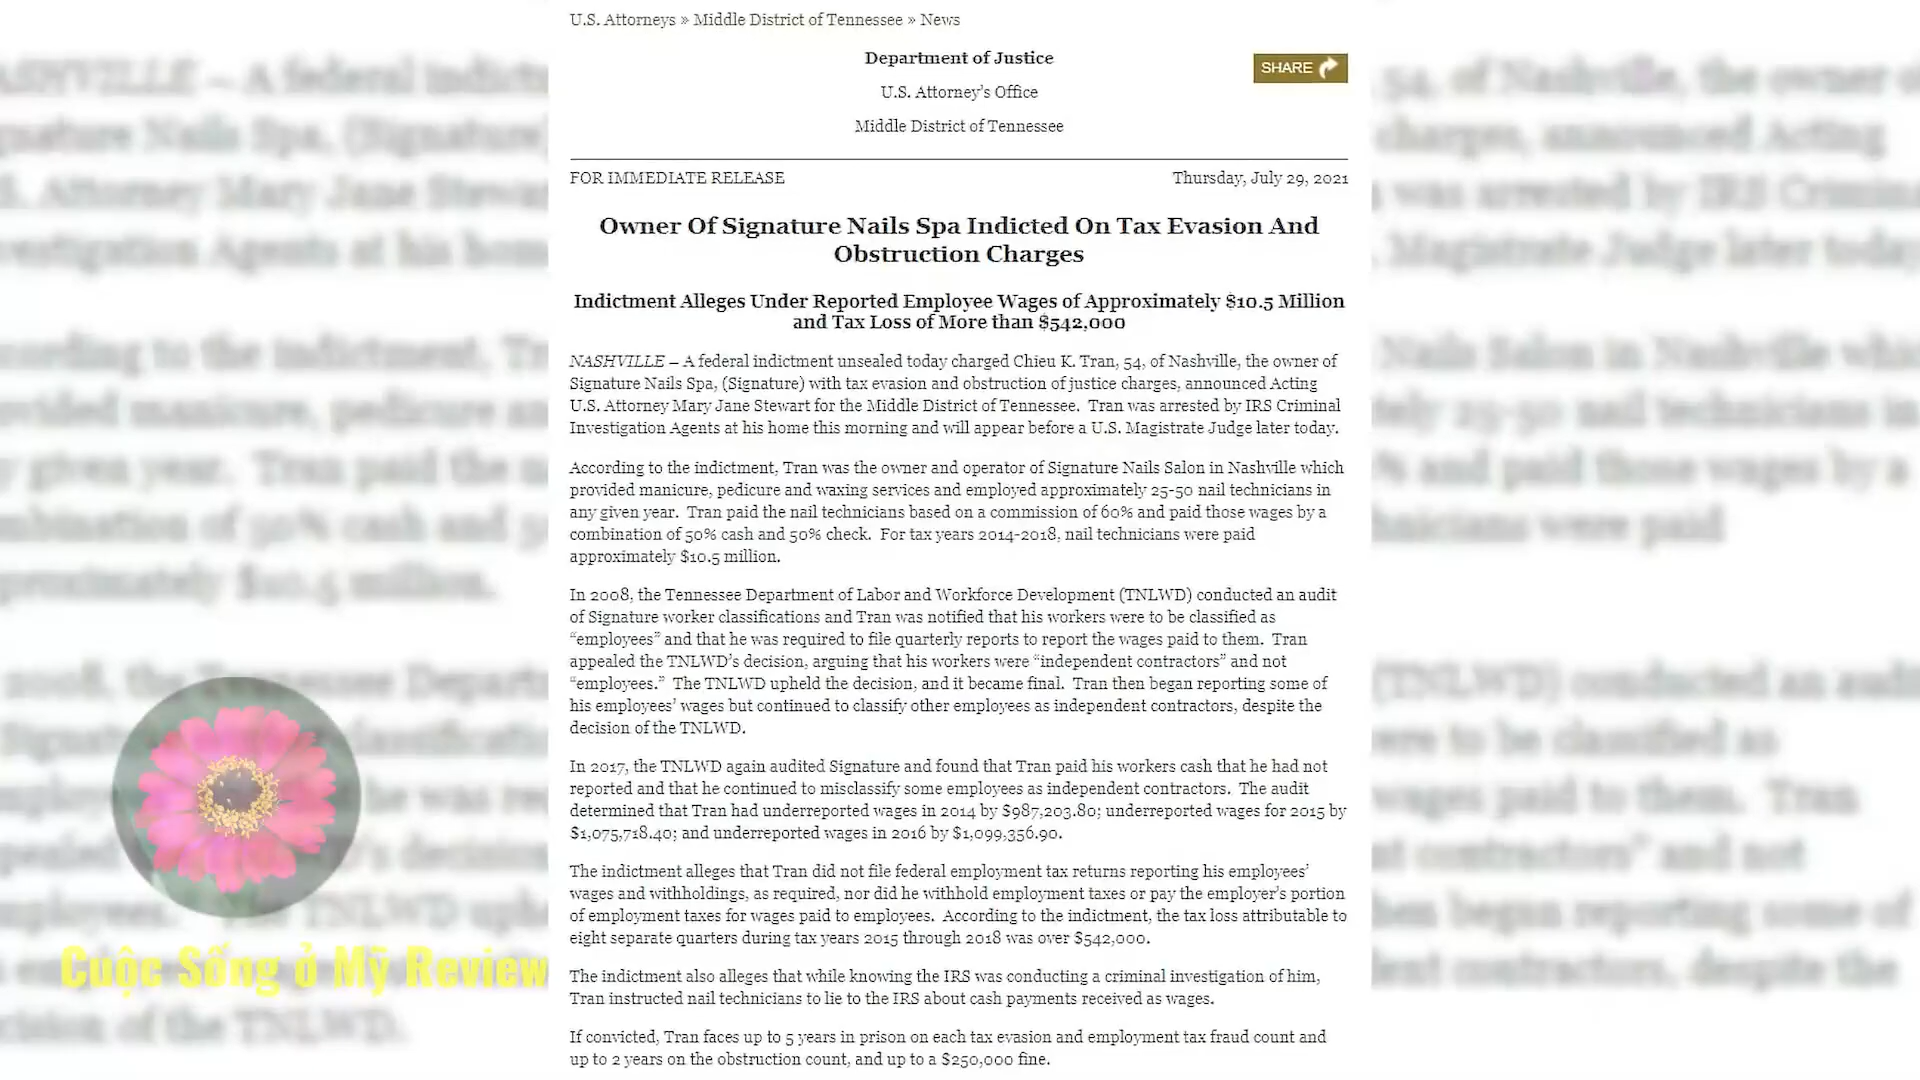 U.S. Attorneys » Middle District of Tennessee » News
Department of Justice
SHARE
U.S. Attorney's Office
Middle District of Tennessee
FOR IMMEDIATE RELEASE
Thursday, July 29, 2021
Owner Of Signature Nails Spa Indicted On Tax Evasion And
Obstruction Charges
Indictment Alleges Under Reported Employee Wages of Approximately $10.5 Million
and Tax Loss of More than $542,000
NASHVILLE – A federal indictment unsealed today charged Chieu K. Tran, 54, of Nashville, the owner of
Signature Nails Spa, (Signature) with tax evasion and obstruction of justice charges, announced Acting
U.S. Attorney Mary Jane Stewart for the Middle District of Tennessee.  Tran was arrested by IRS Criminal
Investigation Agents at his home this morning and will appear before a U.S. Magistrate Judge later today.
According to the indictment, Tran was the owner and operator of Signature Nails Salon in Nashville which
provided manicure, pedicure and waxing services and employed approximately 25-50 nail technicians in
any given year.  Tran paid the nail technicians based on a commission of 60% and paid those wages by a
combination of 50% cash and 50% check.  For tax years 2014-2018, nail technicians were paid
approximately $10.5 million.
In 2008, the Tennessee Department of Labor and Workforce Development (TNLWD) conducted an audit
of Signature worker classifications and Tran was notified that his workers were to be classified as
“employees” and that he was required to file quarterly reports to report the wages paid to them.  Tran
appealed the TNLWD's decision, arguing that his workers were “independent contractors” and not
“employees.”  The TNLWD upheld the decision, and it became final.  Tran then began reporting some of
his employees' wages but continued to classify other employees as independent contractors, despite the
decision of the TNLWD.
In 2017, the TNLWD again audited Signature and found that Tran paid his workers cash that he had not
reported and that he continued to misclassify some employees as independent contractors.  The audit
determined that Tran had underreported wages in 2014 by $987,203.80; underreported wages for 2015 by
$1,075,718.40; and underreported wages in 2016 by $1,099,356.90.
The indictment alleges that Tran did not file federal employment tax returns reporting his employees'
wages and withholdings, as required, nor did he withhold employment taxes or pay the employer's portion
of employment taxes for wages paid to employees.  According to the indictment, the tax loss attributable to
eight separate quarters during tax years 2015 through 2018 was over $542,000.
The indictment also alleges that while knowing the IRS was conducting a criminal investigation of him,
Tran instructed nail technicians to lie to the IRS about cash payments received as wages.
If convicted, Tran faces up to 5 years in prison on each tax evasion and employment tax fraud count and
up to 2 years on the obstruction count, and up to a $250,000 fine.
Cuộc Sống ở Mỹ Review